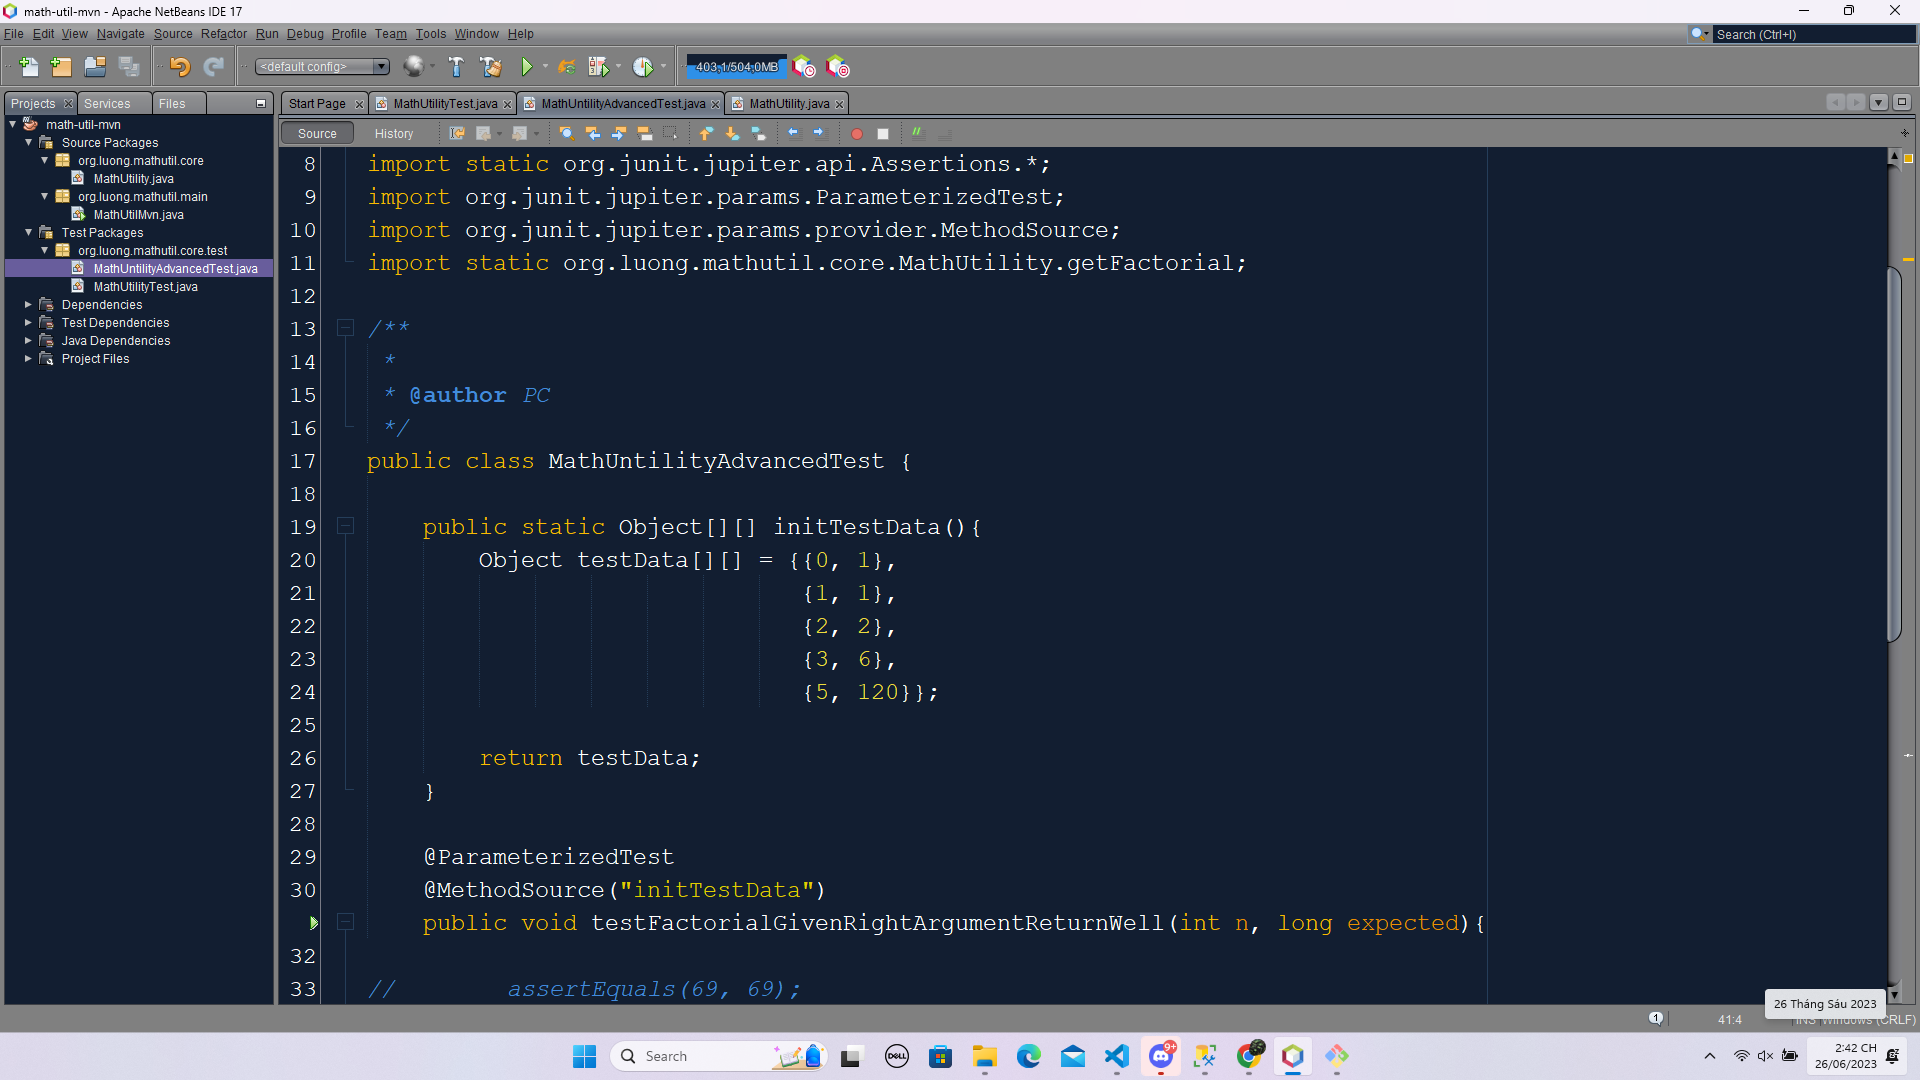 math-util-mvn - Apache NetBeans IDE 17
File Edit View Navigate Source Refactor Run Debug Profile Team Tools Window Help
Search (Ctrl+I)
<default config>
403,1/504,0MB
Projects Services Files
Start Page MathUtilityTest.java MathUntilityAdvancedTest.java MathUtility.java
Source History
math-util-mvn
Source Packages
org.luong.mathutil.core
MathUtility.java
org.luong.mathutil.main
MathUtilMvn.java
Test Packages
org.luong.mathutil.core.test
MathUntilityAdvancedTest.java
MathUtilityTest.java
Dependencies
Test Dependencies
Java Dependencies
Project Files
8 import static org.junit.jupiter.api.Assertions.*;
9 import org.junit.jupiter.params.ParameterizedTest;
10 import org.junit.jupiter.params.provider.MethodSource;
11 import static org.luong.mathutil.core.MathUtility.getFactorial;
12
13 /**
14 *
15 * @author PC
16 */
17 public class MathUntilityAdvancedTest {
18
19 public static Object[][] initTestData(){
20 Object testData[][] = {{0, 1},
21 {1, 1},
22 {2, 2},
23 {3, 6},
24 {5, 120}};
25
26 return testData;
27 }
28
29 @ParameterizedTest
30 @MethodSource("initTestData")
public void testFactorialGivenRightArgumentReturnWell(int n, long expected){
32
33 // assertEquals(69, 69);
26 Tháng Sáu 2023
1
41:4
INS Windows (CRLF)
Search
DELL
9+
2:42 CH
26/06/2023